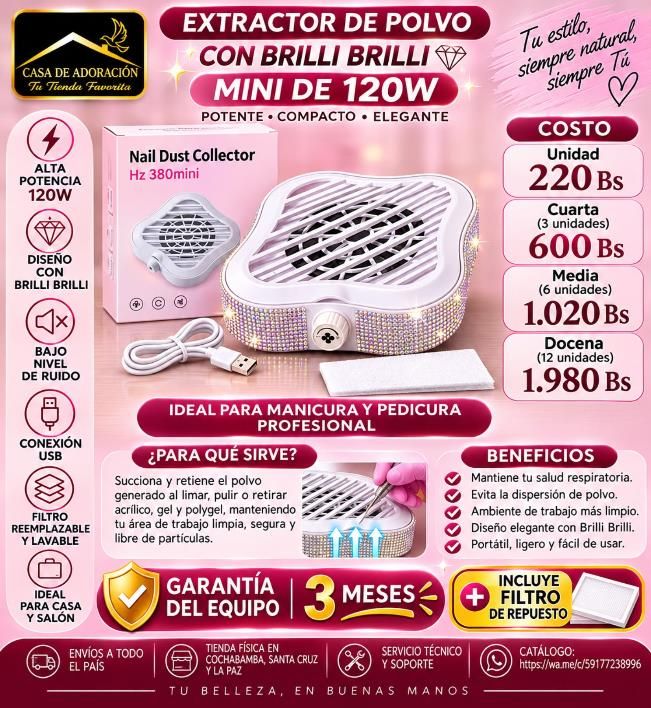 CASA DE ADORACIÓN
Tu Tienda Favorita
EXTRACTOR DE POLVO
CON BRILLI BRILLI
MINI DE 120W
POTENTE • COMPACTO • ELEGANTE
Tu estilo,
siempre natural,
siempre Tú
ALTA
POTENCIA
120W
DISEÑO
CON
BRILLI BRILLI
BAJO
NIVEL
DE RUIDO
CONEXIÓN
USB
FILTRO
REEMPLAZABLE
Y LAVABLE
IDEAL
PARA CASA
Y SALÓN
Nail Dust Collector
Hz 380mini
COSTO
Unidad
220 Bs
Cuarta
(3 unidades)
600 Bs
Media
(6 unidades)
1.020 Bs
Docena
(12 unidades)
1.980 Bs
IDEAL PARA MANICURA Y PEDICURA
PROFESIONAL
¿PARA QUÉ SIRVE?
Succiona y retiene el polvo
generado al limar, pulir o retirar
acrílico, gel y polygel, manteniendo
tu área de trabajo limpia, segura y
libre de partículas.
BENEFICIOS
Mantiene tu salud respiratoria.
Evita la dispersión de polvo.
Ambiente de trabajo más limpio.
Diseño elegante con Brilli Brilli.
Portátil, ligero y fácil de usar.
GARANTÍA
DEL EQUIPO
3 MESES
+ INCLUYE
FILTRO
DE REPUESTO
ENVÍOS A TODO
EL PAÍS
TIENDA FÍSICA EN
COCHABAMBA, SANTA CRUZ
Y LA PAZ
SERVICIO TÉCNICO
Y SOPORTE
CATÁLOGO:
https://wa.me/c/59177238996
TU BELLEZA, EN BUENAS MANOS